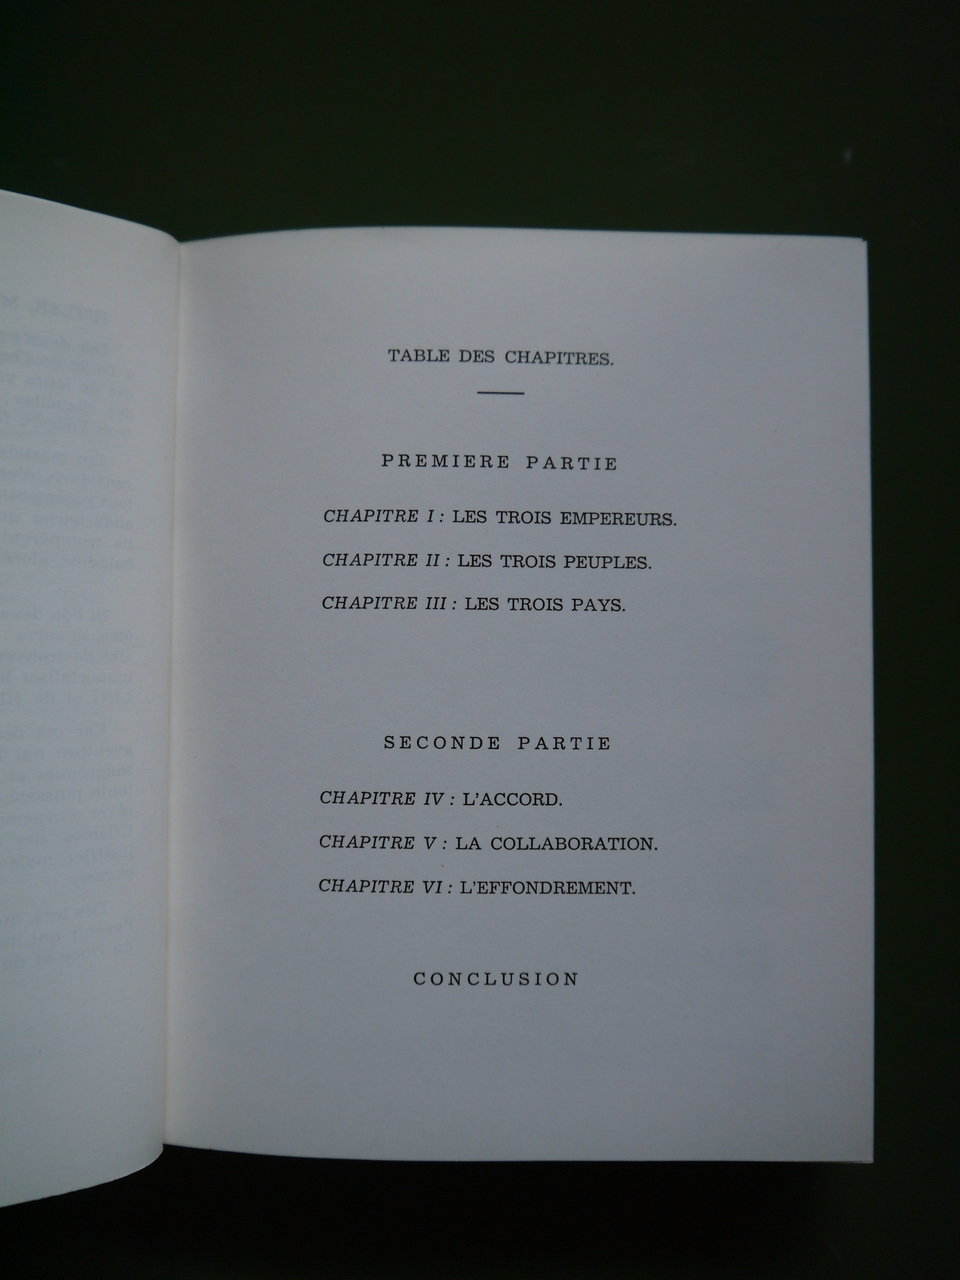 TABLE DES CHAPITRES.
PREMIERE PARTIE
CHAPITRE I : LES TROIS EMPEREURS.
CHAPITRE II : LES TROIS PEUPLES.
CHAPITRE III : LES TROIS PAYS.
SECONDE PARTIE
CHAPITRE IV : L'ACCORD.
CHAPITRE V : LA COLLABORATION.
CHAPITRE VI : L'EFFONDREMENT.
CONCLUSION